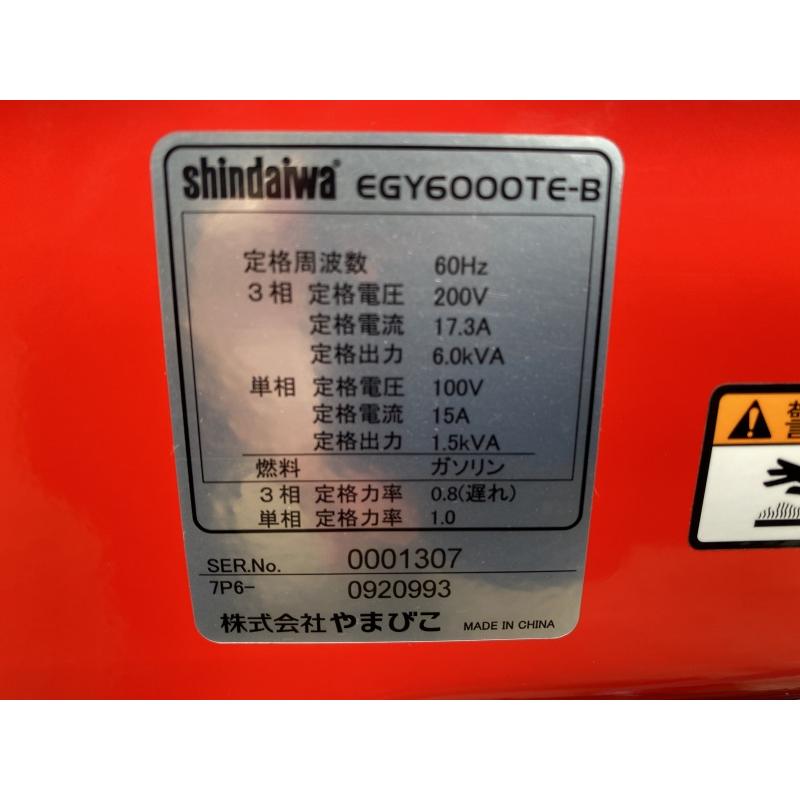 shindaiwa® EGY6000TE-B
定格周波数 60Hz
3相 定格電圧 200V
定格電流 17.3A
定格出力 6.0kVA
単相 定格電圧 100V
定格電流 15A
定格出力 1.5kVA
燃料 ガソリン
3相 定格力率 0.8(遅れ)
単相 定格力率 1.0
SER.No. 0001307
7P6- 0920993
株式会社やまびこ MADE IN CHINA